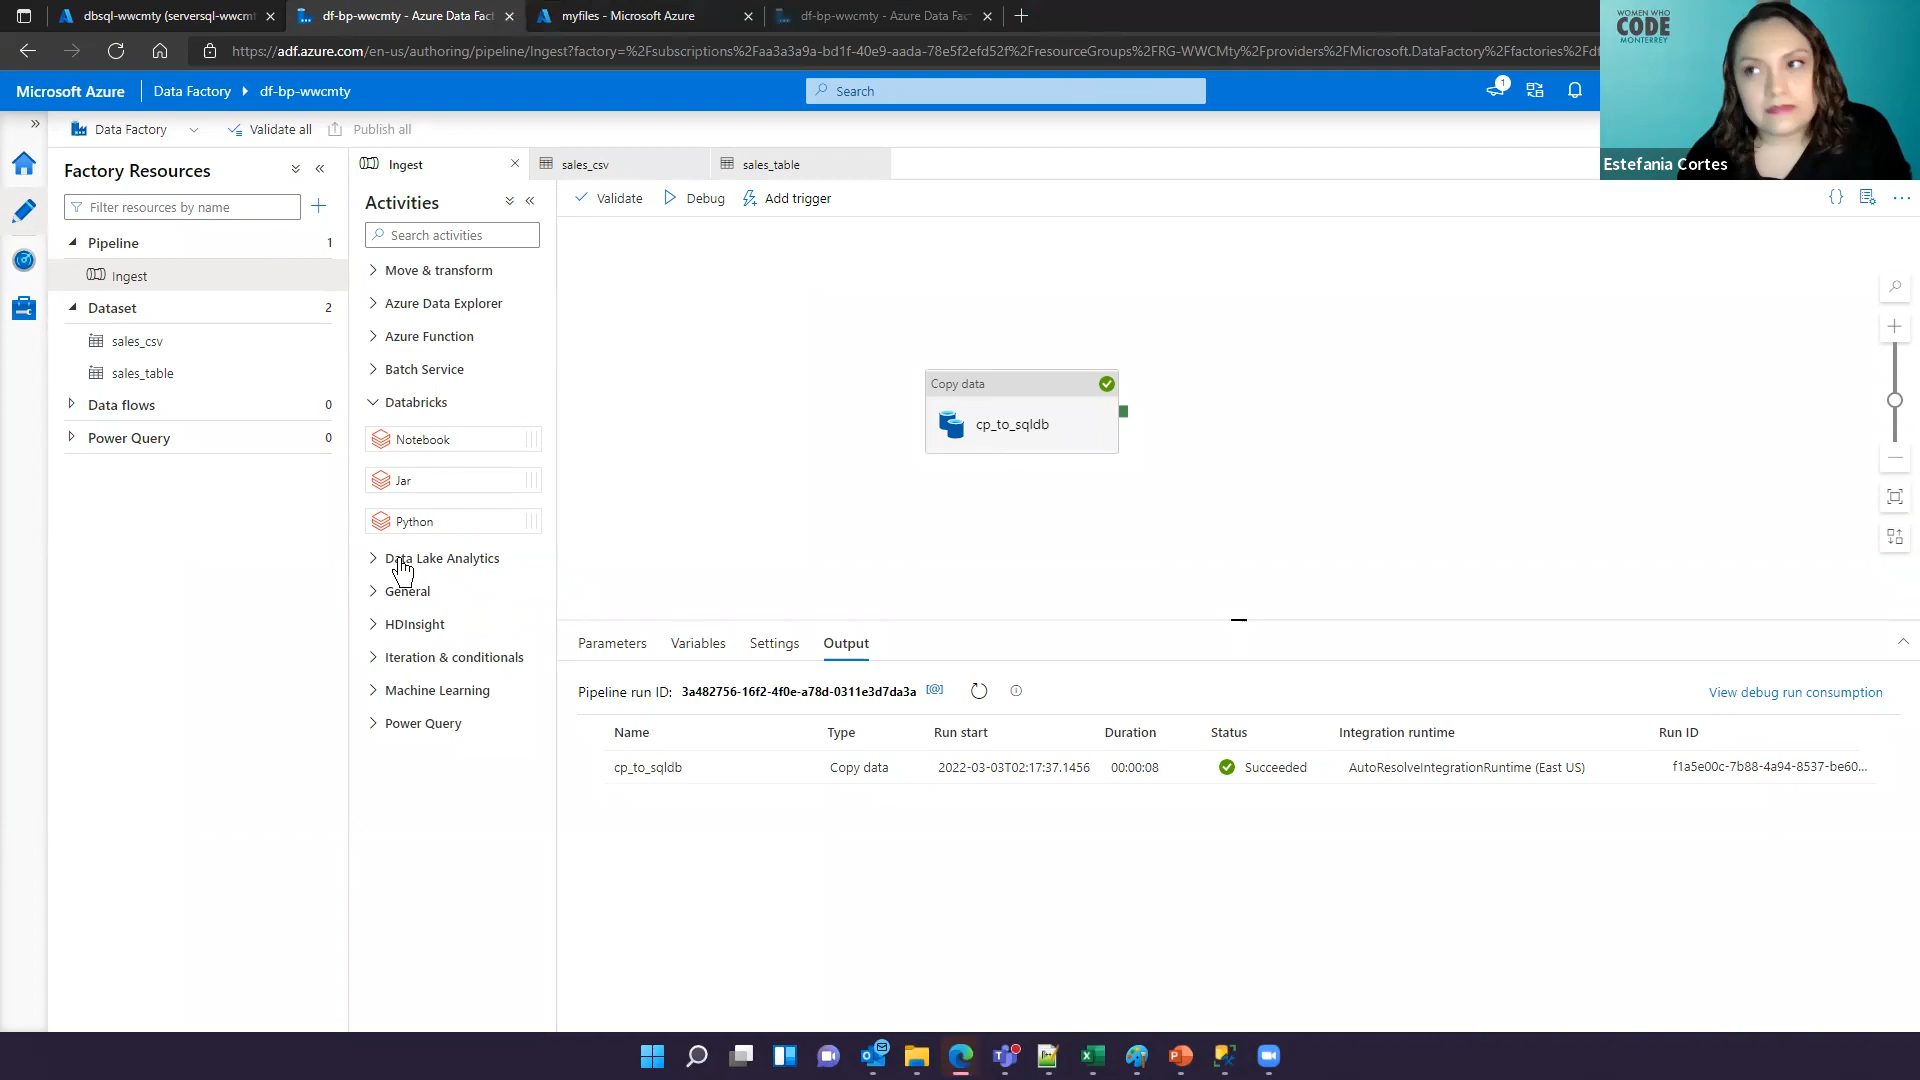 dbsql-wwcmty (serversql-wwcmt
df-bp-wwcmty - Azure Data Fact
myfiles - Microsoft Azure
df-bp-wwcmty - Azure Data Fac
https://adf.azure.com/en-us/authoring/pipeline/Ingest?factory=%2Fsubscriptions%2Faa3a3a9a-bd1f-40e9-aada-78e5f2efd52f%2FresourceGroups%2FRG-WWCMty%2Fproviders%2FMicrosoft.DataFactory%2Ffactories%2Fdf
WOMEN WHO
CODE
MONTERREY
Microsoft Azure
Data Factory
df-bp-wwcmty
Search
1
Data Factory
Validate all
Publish all
Estefania Cortes
Factory Resources
Filter resources by name
Pipeline 1
Ingest
Dataset 2
sales_csv
sales_table
Data flows 0
Power Query 0
Ingest
sales_csv
sales_table
Activities
Search activities
Move & transform
Azure Data Explorer
Azure Function
Batch Service
Databricks
Notebook
Jar
Python
Data Lake Analytics
General
HDInsight
Iteration & conditionals
Machine Learning
Power Query
Validate
Debug
Add trigger
Copy data
cp_to_sqldb
Parameters
Variables
Settings
Output
Pipeline run ID: 3a482756-16f2-4f0e-a78d-0311e3d7da3a
View debug run consumption
Name Type Run start Duration Status Integration runtime Run ID
cp_to_sqldb Copy data 2022-03-03T02:17:37.1456 00:00:08 Succeeded AutoResolveIntegrationRuntime (East US) f1a5e00c-7b88-4a94-8537-be60...